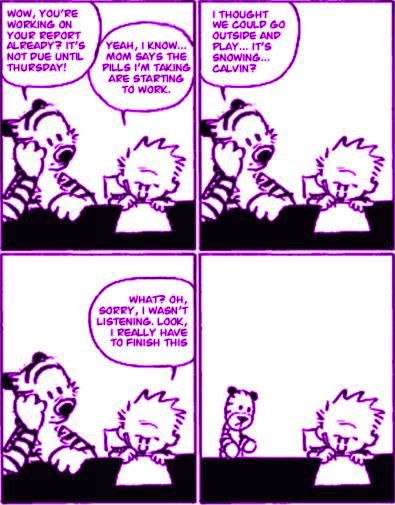 WOW, YOU'RE
WORKING ON
YOUR REPORT
ALREADY? IT'S
NOT DUE UNTIL
THURSDAY!
YEAH, I KNOW...
MOM SAYS THE
PILLS I'M TAKING
ARE STARTING
TO WORK.
I THOUGHT
WE COULD GO
OUTSIDE AND
PLAY... IT'S
SNOWING...
CALVIN?
WHAT? OH,
SORRY, I WASN'T
LISTENING. LOOK,
I REALLY HAVE
TO FINISH THIS